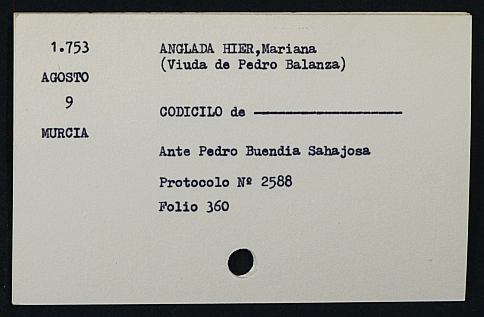 1.753
AGOSTO
9
MURCIA
ANGLADA HIER,Mariana
(Viuda de Pedro Balanza)
CODICILO de ———————————
Ante Pedro Buendia Sahajosa
Protocolo Nº 2588
Folio 360